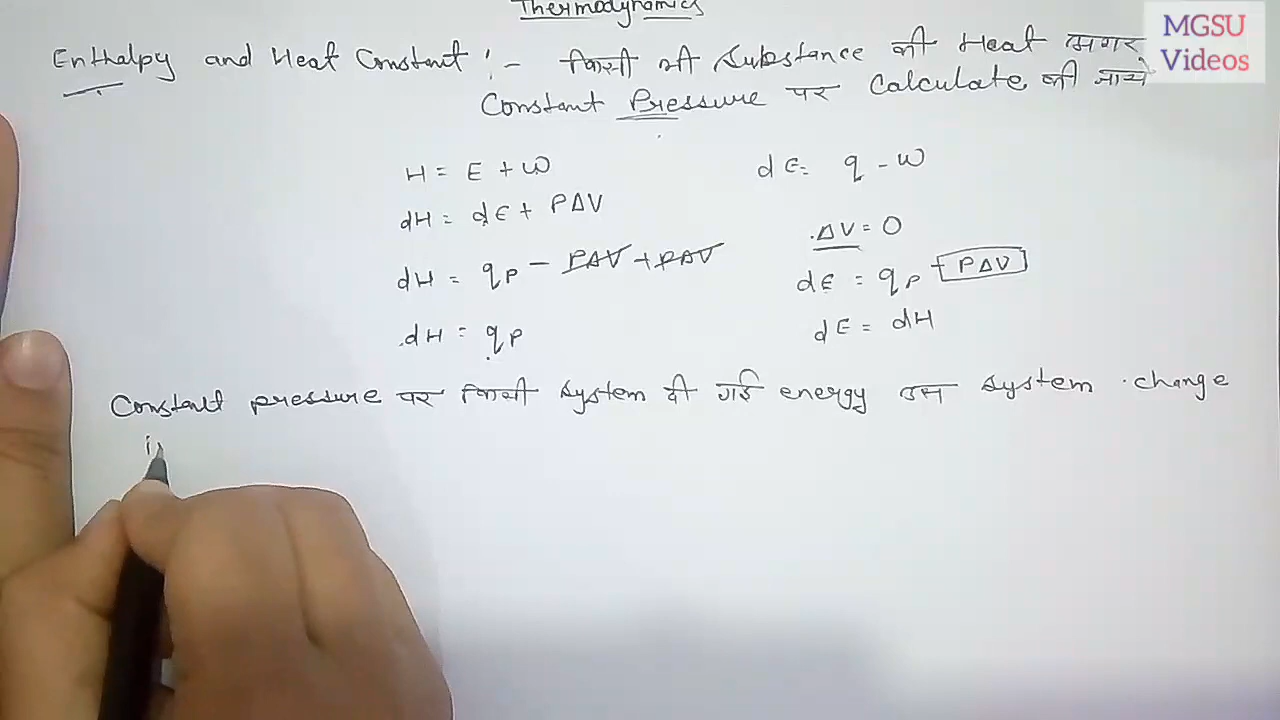 Thermodynamics
MGSU
Videos
Enthalpy and Heat Constant :- किसी भी Substance की Heat अगर
Constant Pressure पर Calculate की जाये
H = E + W
dE = q - W
dH = dE + PΔV
ΔV = 0
dH = qP - PΔV + PΔV
dE = qP - PΔV
dH = qP
dE = dH
Constant pressure पर किसी system दी गई energy उस system change
i